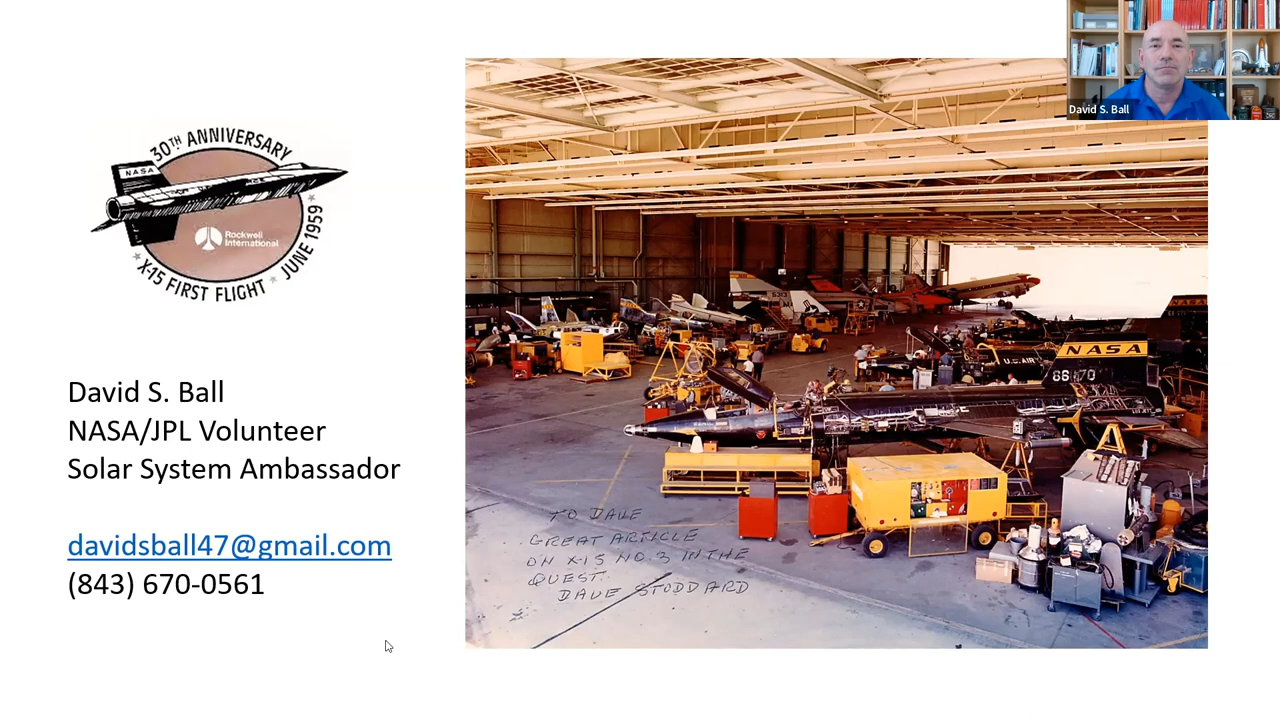 David S. Ball
30TH ANNIVERSARY
NASA
Rockwell
International
X-15 FIRST FLIGHT
JUNE 1959
David S. Ball
NASA/JPL Volunteer
Solar System Ambassador
davidsball47@gmail.com
(843) 670-0561
NASA
U.S. AIR
TO DAVE
GREAT ARTICLE
ON X-15 NO. 3 IN THE
QUEST.
DAVE STODDARD